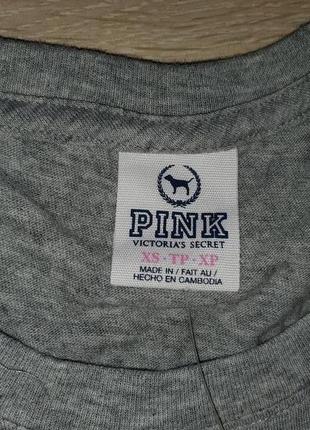 PINK
VICTORIA'S SECRET
XS · TP · XP
MADE IN / FAIT AU /
HECHO EN CAMBODIA